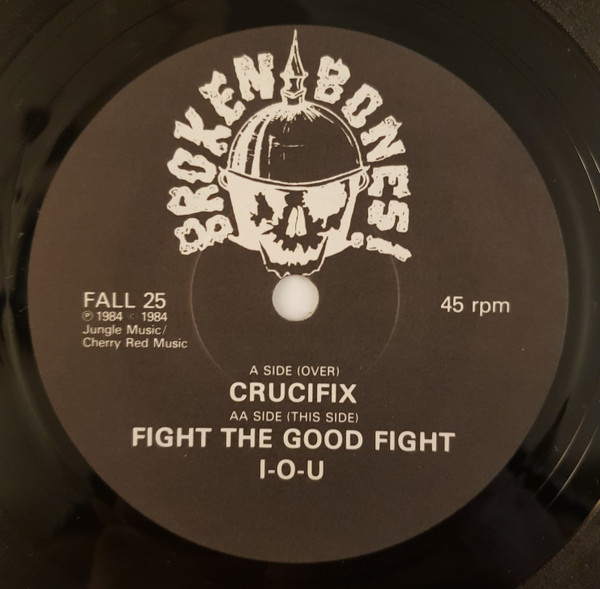 BROKEN BONES!
FALL 25
℗ 1984 © 1984
Jungle Music/
Cherry Red Music
45 rpm
A SIDE (OVER)
CRUCIFIX
AA SIDE (THIS SIDE)
FIGHT THE GOOD FIGHT
I-O-U